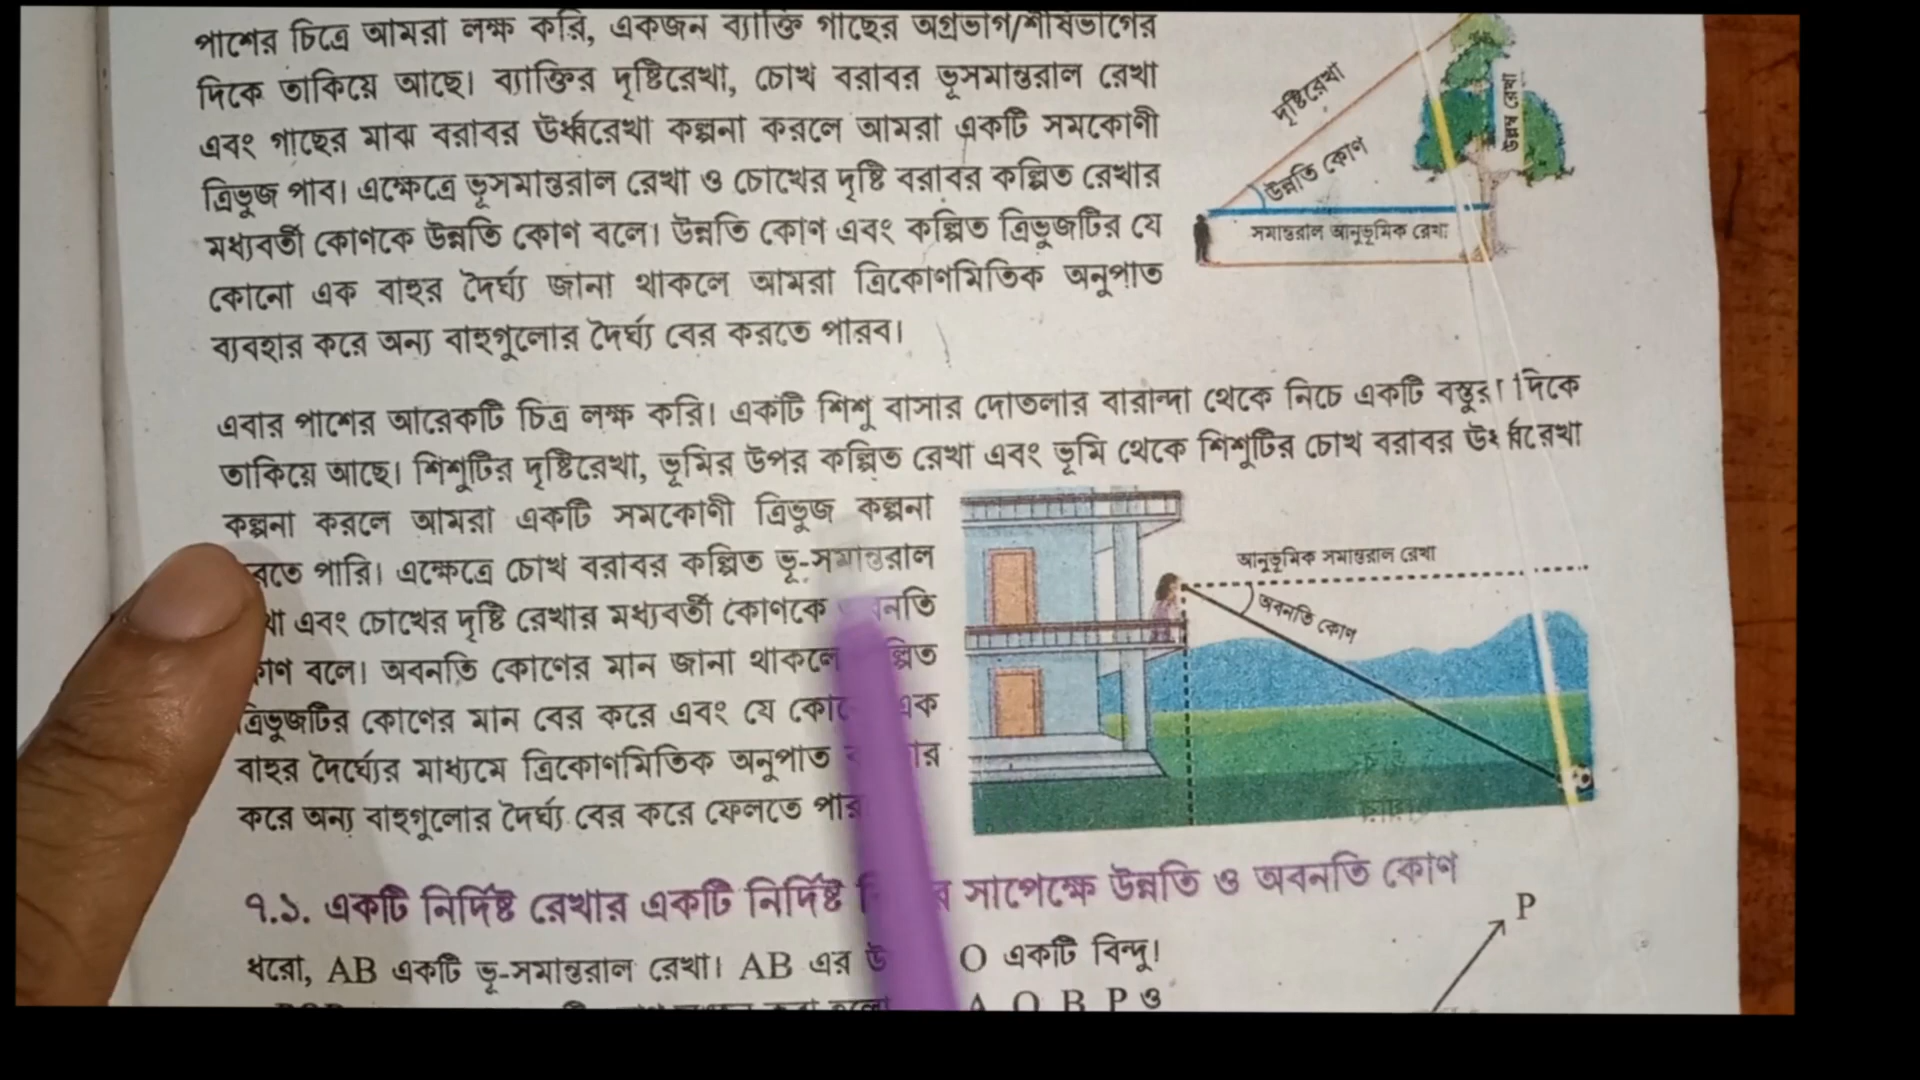 পাশের চিত্রে আমরা লক্ষ করি, একজন ব্যাক্তি গাছের অগ্রভাগ/শীর্ষভাগের
দিকে তাকিয়ে আছে। ব্যাক্তির দৃষ্টিরেখা, চোখ বরাবর ভূসমান্তরাল রেখা
এবং গাছের মাঝ বরাবর ঊর্ধ্বরেখা কল্পনা করলে আমরা একটি সমকোণী
ত্রিভুজ পাব। এক্ষেত্রে ভূসমান্তরাল রেখা ও চোখের দৃষ্টি বরাবর কল্পিত রেখার
মধ্যবর্তী কোণকে উন্নতি কোণ বলে। উন্নতি কোণ এবং কল্পিত ত্রিভুজটির যে
কোনো এক বাহুর দৈর্ঘ্য জানা থাকলে আমরা ত্রিকোণমিতিক অনুপাত
ব্যবহার করে অন্য বাহুগুলোর দৈর্ঘ্য বের করতে পারব।
দৃষ্টিরেখা
উন্নতি কোণ
উল্লম্ব রেখা
সমান্তরাল আনুভূমিক রেখা
এবার পাশের আরেকটি চিত্র লক্ষ করি। একটি শিশু বাসার দোতলার বারান্দা থেকে নিচে একটি বস্তুর দিকে
তাকিয়ে আছে। শিশুটির দৃষ্টিরেখা, ভূমির উপর কল্পিত রেখা এবং ভূমি থেকে শিশুটির চোখ বরাবর ঊর্ধ্বরেখা
কল্পনা করলে আমরা একটি সমকোণী ত্রিভুজ কল্পনা
পারি। এক্ষেত্রে চোখ বরাবর কল্পিত ভূ-সমান্তরাল
এবং চোখের দৃষ্টি রেখার মধ্যবর্তী কোণকে
বলে। অবনতি কোণের মান জানা থাকলে
ত্রিভুজটির কোণের মান বের করে এবং যে এক
বাহুর দৈর্ঘ্যের মাধ্যমে ত্রিকোণমিতিক অনুপাত
করে অন্য বাহুগুলোর দৈর্ঘ্য বের করে ফেলতে
আনুভূমিক সমান্তরাল রেখা
অবনতি কোণ
৭.১. একটি নির্দিষ্ট রেখার একটি নির্দিষ্ট সাপেক্ষে উন্নতি ও অবনতি কোণ
ধরো, AB একটি ভূ-সমান্তরাল রেখা। AB এর O একটি বিন্দু।
A O B P ও
P